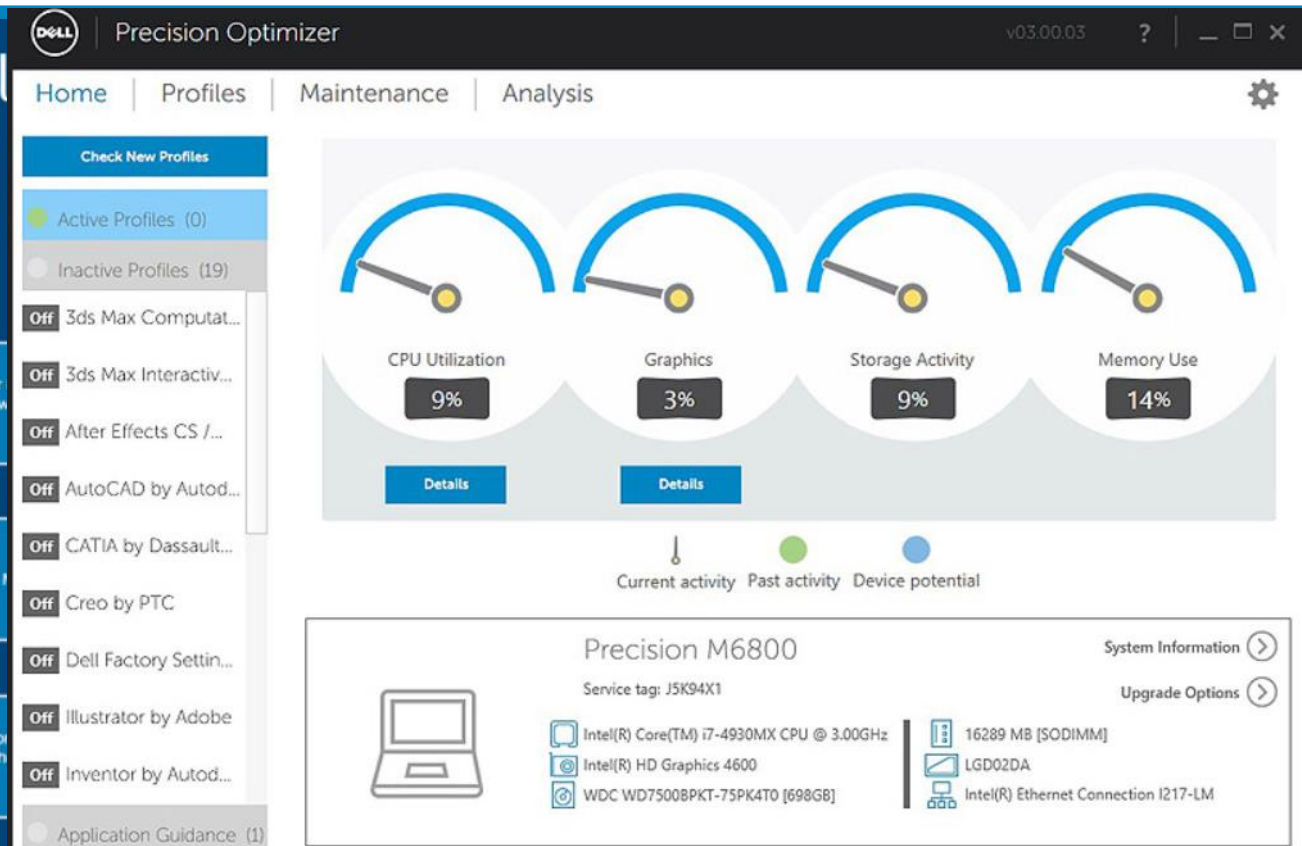 DELL Precision Optimizer v03.00.03 ?
Home Profiles Maintenance Analysis
Check New Profiles
Active Profiles (0)
Inactive Profiles (19)
Off 3ds Max Computat...
Off 3ds Max Interactiv...
Off After Effects CS /...
Off AutoCAD by Autod...
Off CATIA by Dassault...
Off Creo by PTC
Off Dell Factory Settin...
Off Illustrator by Adobe
Off Inventor by Autod...
Application Guidance (1)
CPU Utilization
9%
Details
Graphics
3%
Details
Storage Activity
9%
Memory Use
14%
Current activity Past activity Device potential
Precision M6800
Service tag: J5K94X1
Intel(R) Core(TM) i7-4930MX CPU @ 3.00GHz
Intel(R) HD Graphics 4600
WDC WD7500BPKT-75PK4T0 [698GB]
System Information
Upgrade Options
16289 MB [SODIMM]
LGD02DA
Intel(R) Ethernet Connection I217-LM